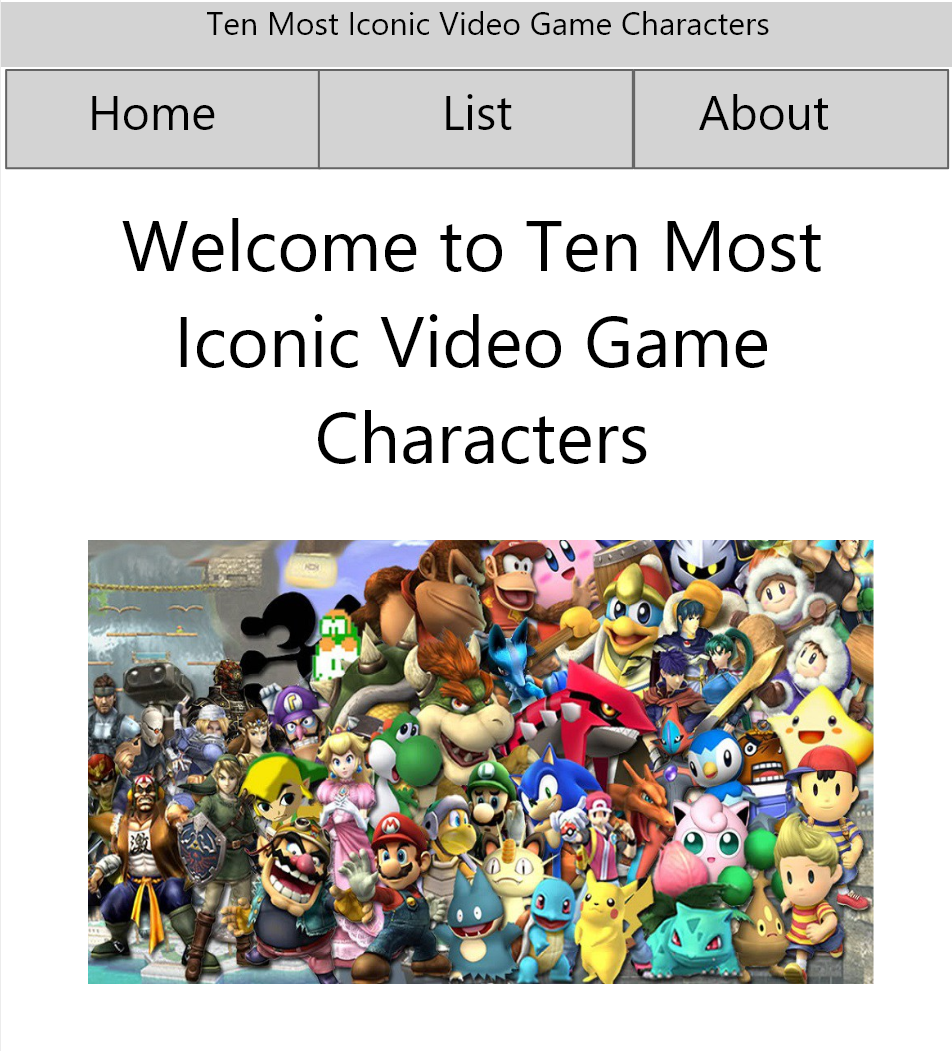 Ten Most Iconic Video Game Characters
Home List About
Welcome to Ten Most
Iconic Video Game
Characters